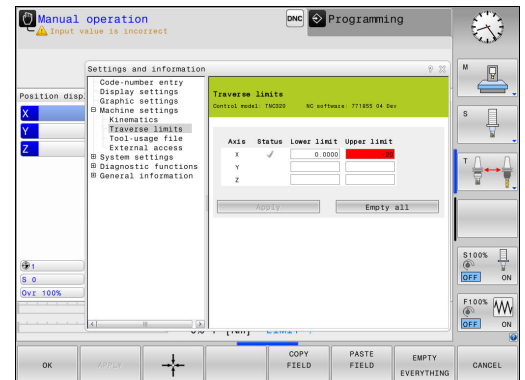 Manual operation
Input value is incorrect
DNC
Programming
Settings and information
Code-number entry
Display settings
Graphic settings
Machine settings
Kinematics
Traverse limits
Tool-usage file
External access
System settings
Diagnostic functions
General information
Traverse limits
Control model: TNC620 NC software: 771855 04 Dev
Axis Status Lower limit Upper limit
X 0.0000
Y
Z
Apply Empty all
Position disp
X
Y
Z
1
S 0
Ovr 100%
M
S
T
S100%
OFF ON
F100%
OFF ON
OK
APPLY
COPY FIELD
PASTE FIELD
EMPTY EVERYTHING
CANCEL